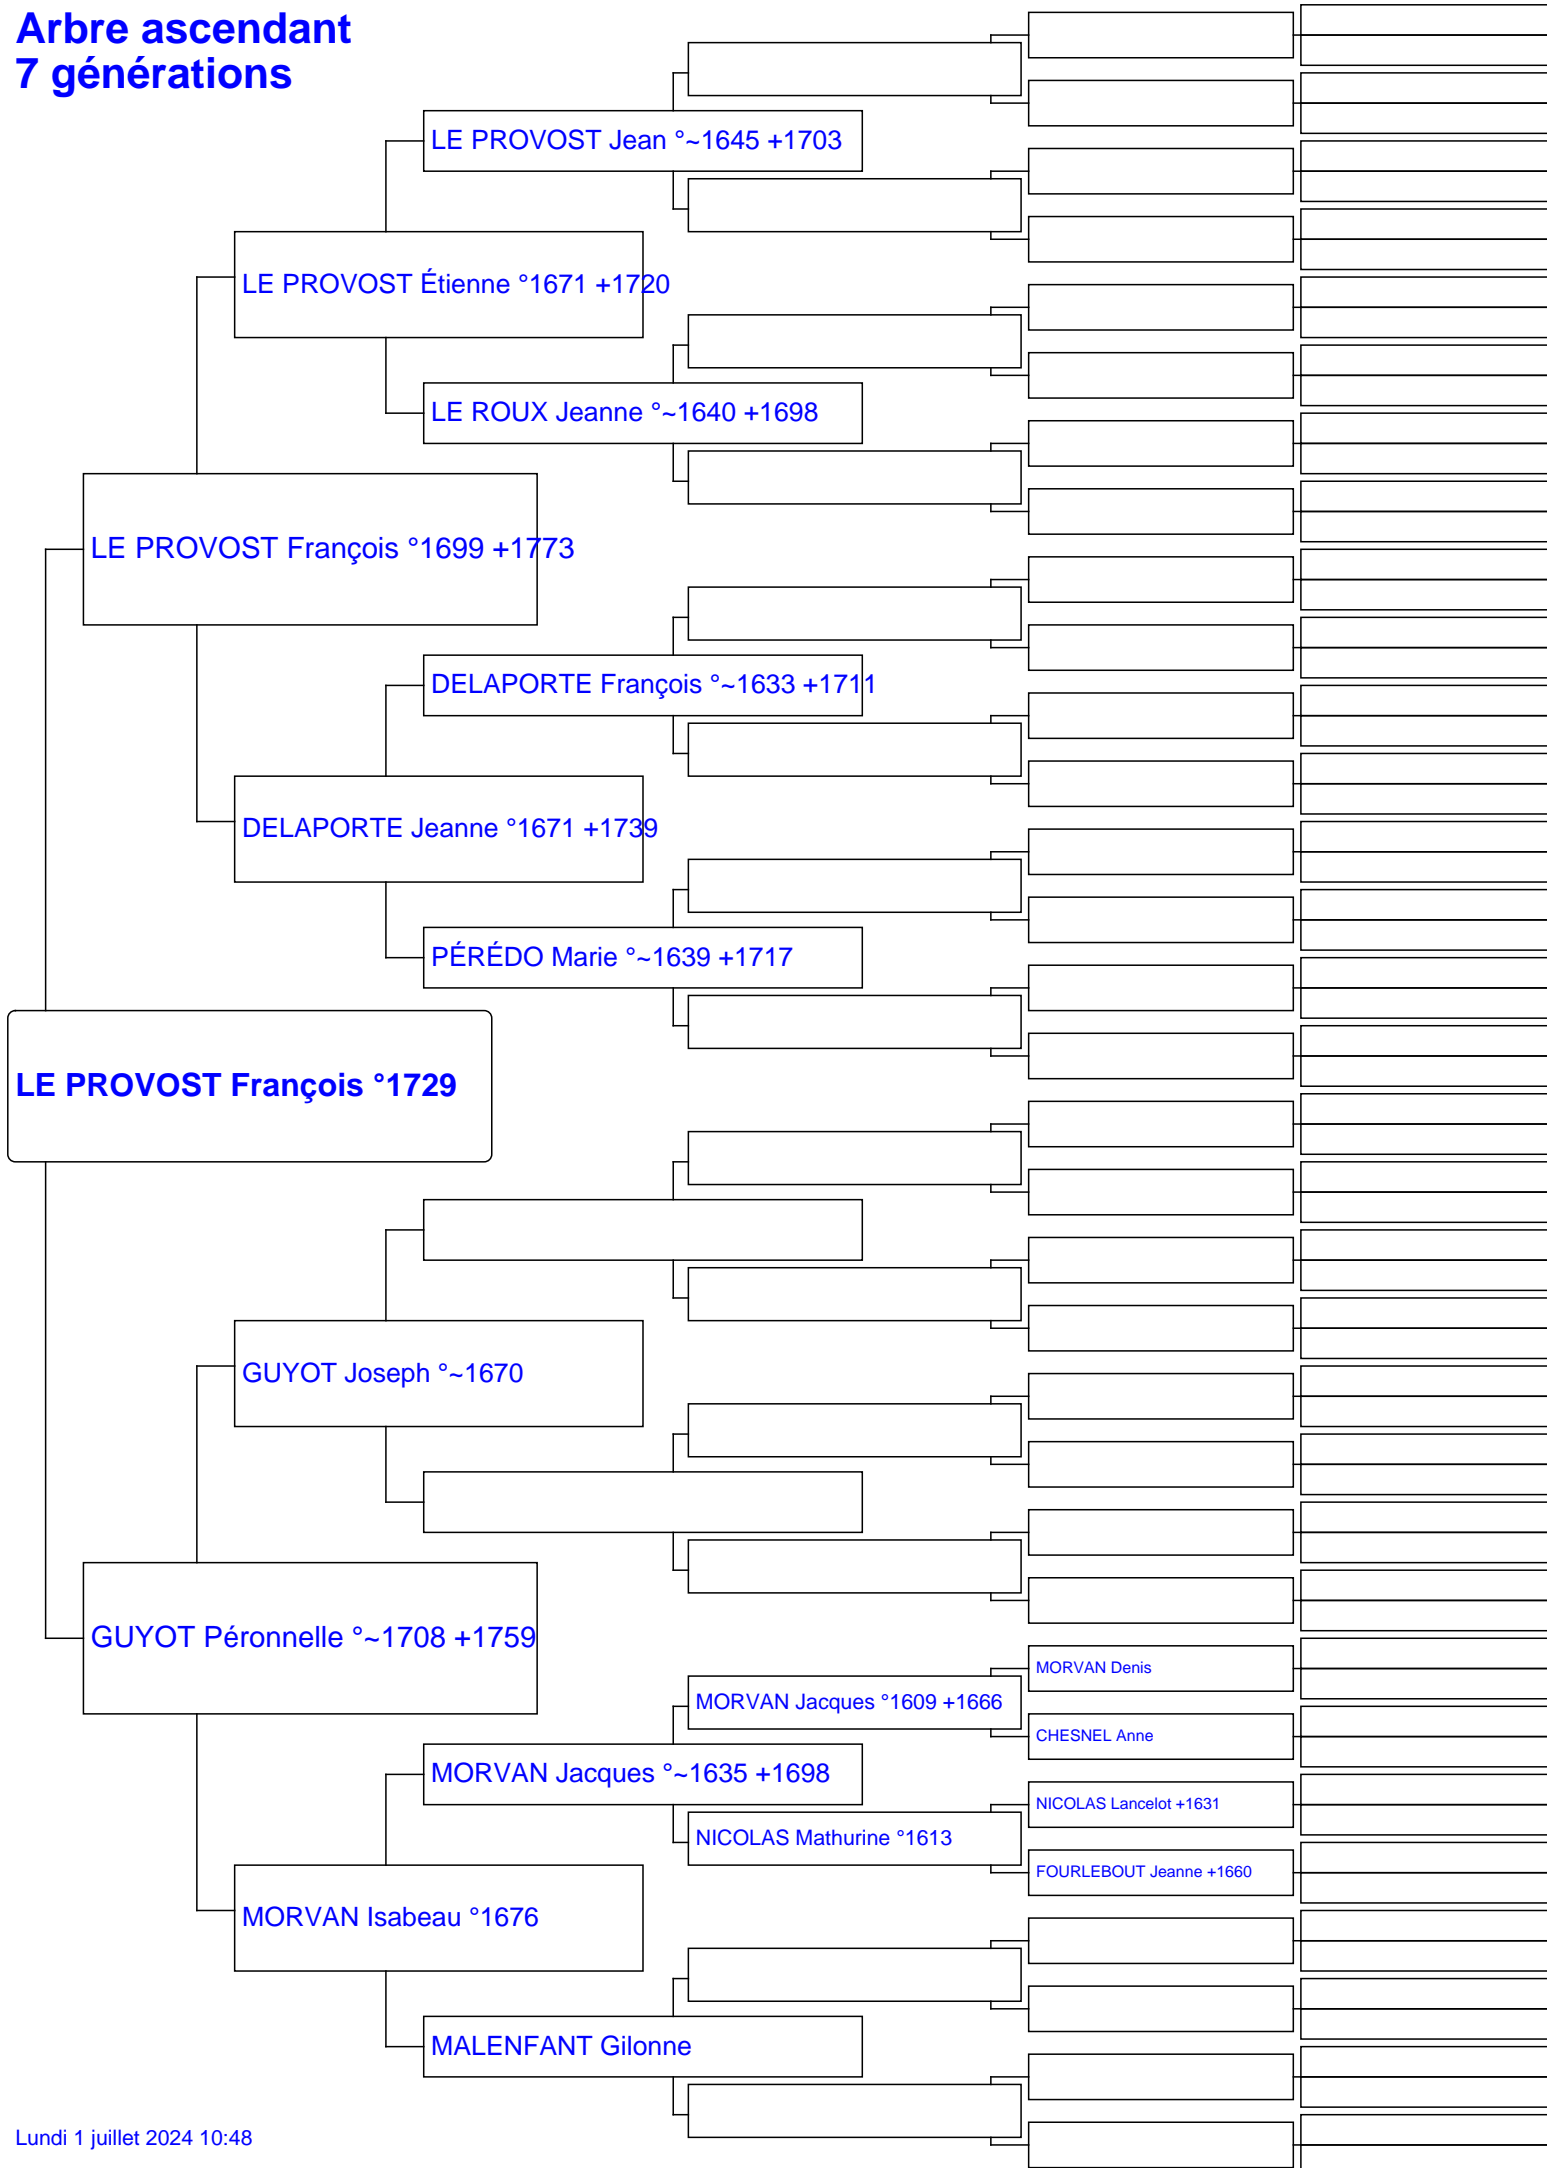 Arbre ascendant
7 générations
LE PROVOST Jean °~1645 +1703
LE PROVOST Étienne °1671 +1720
LE ROUX Jeanne °~1640 +1698
LE PROVOST François °1699 +1773
DELAPORTE François °~1633 +1711
DELAPORTE Jeanne °1671 +1739
PÉRÉDO Marie °~1639 +1717
LE PROVOST François °1729
GUYOT Joseph °~1670
GUYOT Péronnelle °~1708 +1759
MORVAN Denis
MORVAN Jacques °1609 +1666
CHESNEL Anne
MORVAN Jacques °~1635 +1698
NICOLAS Lancelot +1631
NICOLAS Mathurine °1613
FOURLEBOUT Jeanne +1660
MORVAN Isabeau °1676
MALENFANT Gilonne
Lundi 1 juillet 2024 10:48